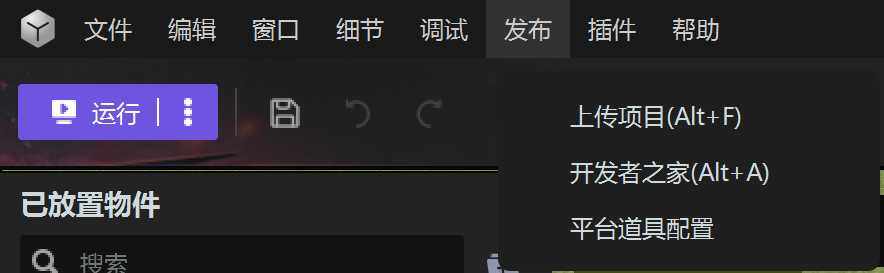 文件 编辑 窗口 细节 调试 发布 插件 帮助
运行
上传项目(Alt+F)
开发者之家(Alt+A)
平台道具配置
已放置物件
搜索